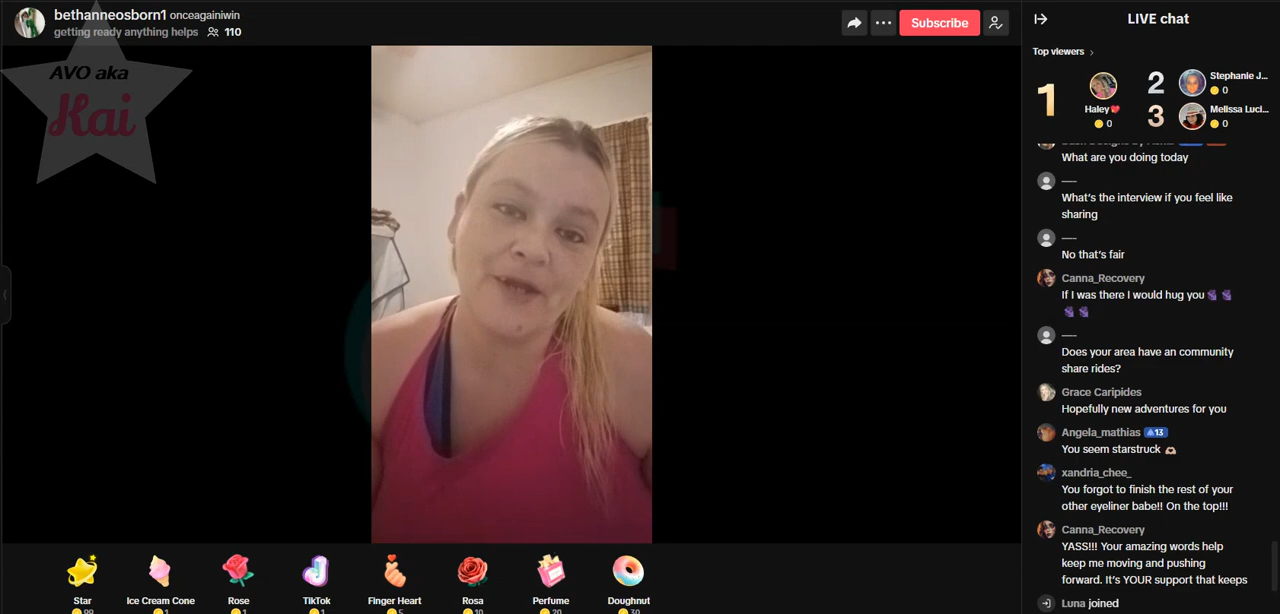 bethanneosborn1 onceagainiwin
getting ready anything helps 110
Subscribe
AVO aka
Kai
LIVE chat
Top viewers
1
Haley
0
2
Stephanie J...
0
3
Melissa Luci...
0
What are you doing today
What's the interview if you feel like
sharing
No that's fair
Canna_Recovery
If I was there I would hug you
Does your area have an community
share rides?
Grace Caripides
Hopefully new adventures for you
Angela_mathias 13
You seem starstruck
xandria_chee_
You forgot to finish the rest of your
other eyeliner babe!! On the top!!!
Canna_Recovery
YASS!!! Your amazing words help
keep me moving and pushing
forward. It's YOUR support that keeps
Luna joined
Star
99
Ice Cream Cone
1
Rose
1
TikTok
1
Finger Heart
5
Rosa
10
Perfume
20
Doughnut
30